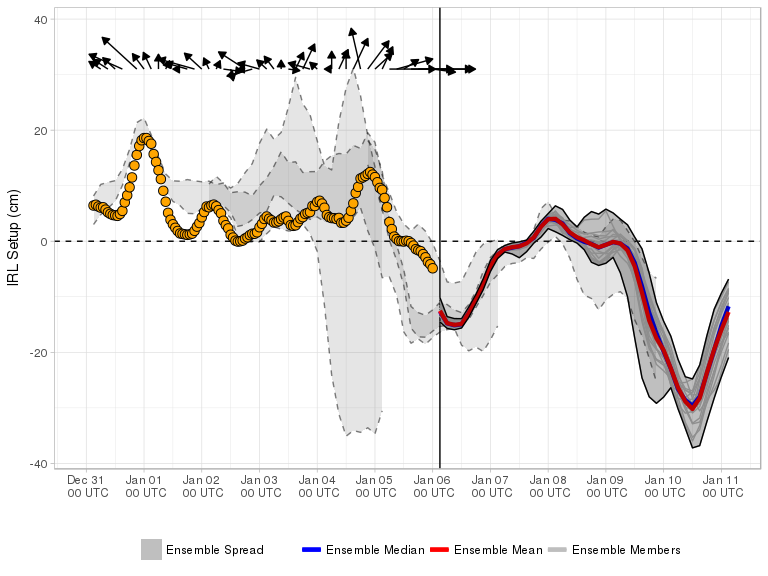 40
20
0
-20
-40
IRL Setup (cm)
Dec 31 Jan 01 Jan 02 Jan 03 Jan 04 Jan 05 Jan 06 Jan 07 Jan 08 Jan 09 Jan 10 Jan 11
00 UTC 00 UTC 00 UTC 00 UTC 00 UTC 00 UTC 00 UTC 00 UTC 00 UTC 00 UTC 00 UTC 00 UTC
Ensemble Spread Ensemble Median Ensemble Mean Ensemble Members